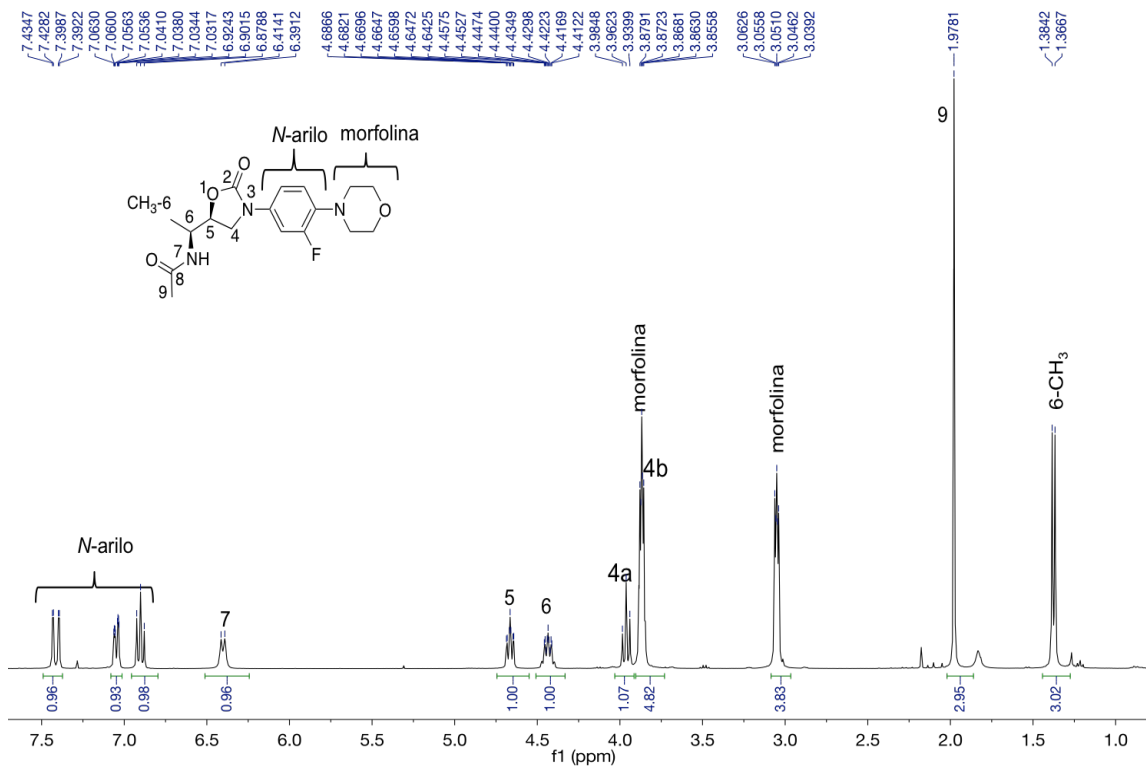 7.4347 7.4282 7.3987 7.3922 7.0630 7.0600 7.0563 7.0536 7.0410 7.0380 7.0344 7.0317 6.9243 6.9015 6.8788 6.4141 6.3912 4.6866 4.6821 4.6696 4.6647 4.6598 4.6472 4.6425 4.4575 4.4527 4.4474 4.4400 4.4349 4.4298 4.4223 4.4169 4.4122 3.9848 3.9623 3.9399 3.8791 3.8723 3.8681 3.8630 3.8558 3.0626 3.0558 3.0510 3.0462 3.0392 1.9781 1.3842 1.3667
N-arilo morfolina
O
2
1
O
3
CH₃-6
6
N
N
O
5
4
7
O
NH
F
8
9
9
morfolina
morfolina
6-CH₃
4b
N-arilo
4a
7
5
6
0.96 0.93 0.98 0.96 1.00 1.00 1.07 4.82 3.83 2.95 3.02
7.5 7.0 6.5 6.0 5.5 5.0 4.5 4.0 3.5 3.0 2.5 2.0 1.5 1.0
f1 (ppm)